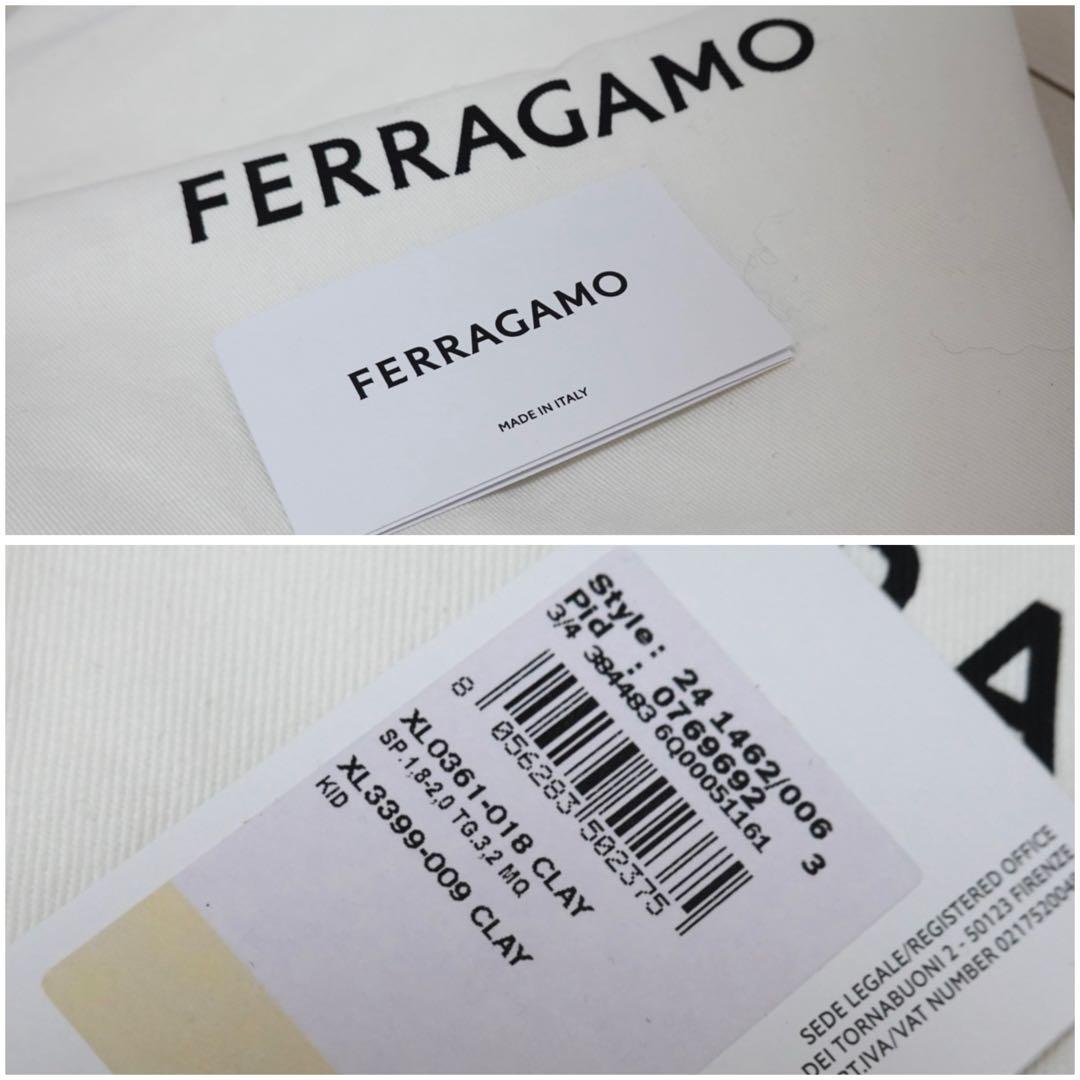 FERRAGAMO
FERRAGAMO
MADE IN ITALY
Style: 24 1462/006
Pid .: 0769692 3
3/4 384483 6Q00051161
8 056283 502375
XL0361-018 CLAY
SP.1,8-2,0 TG.3,2 MQ
XL3399-009 CLAY
KID
SEDE LEGALE/REGISTERED OFFICE
DEI TORNABUONI 2 - 50123 FIRENZE
RT.IVA/VAT NUMBER 0217520048